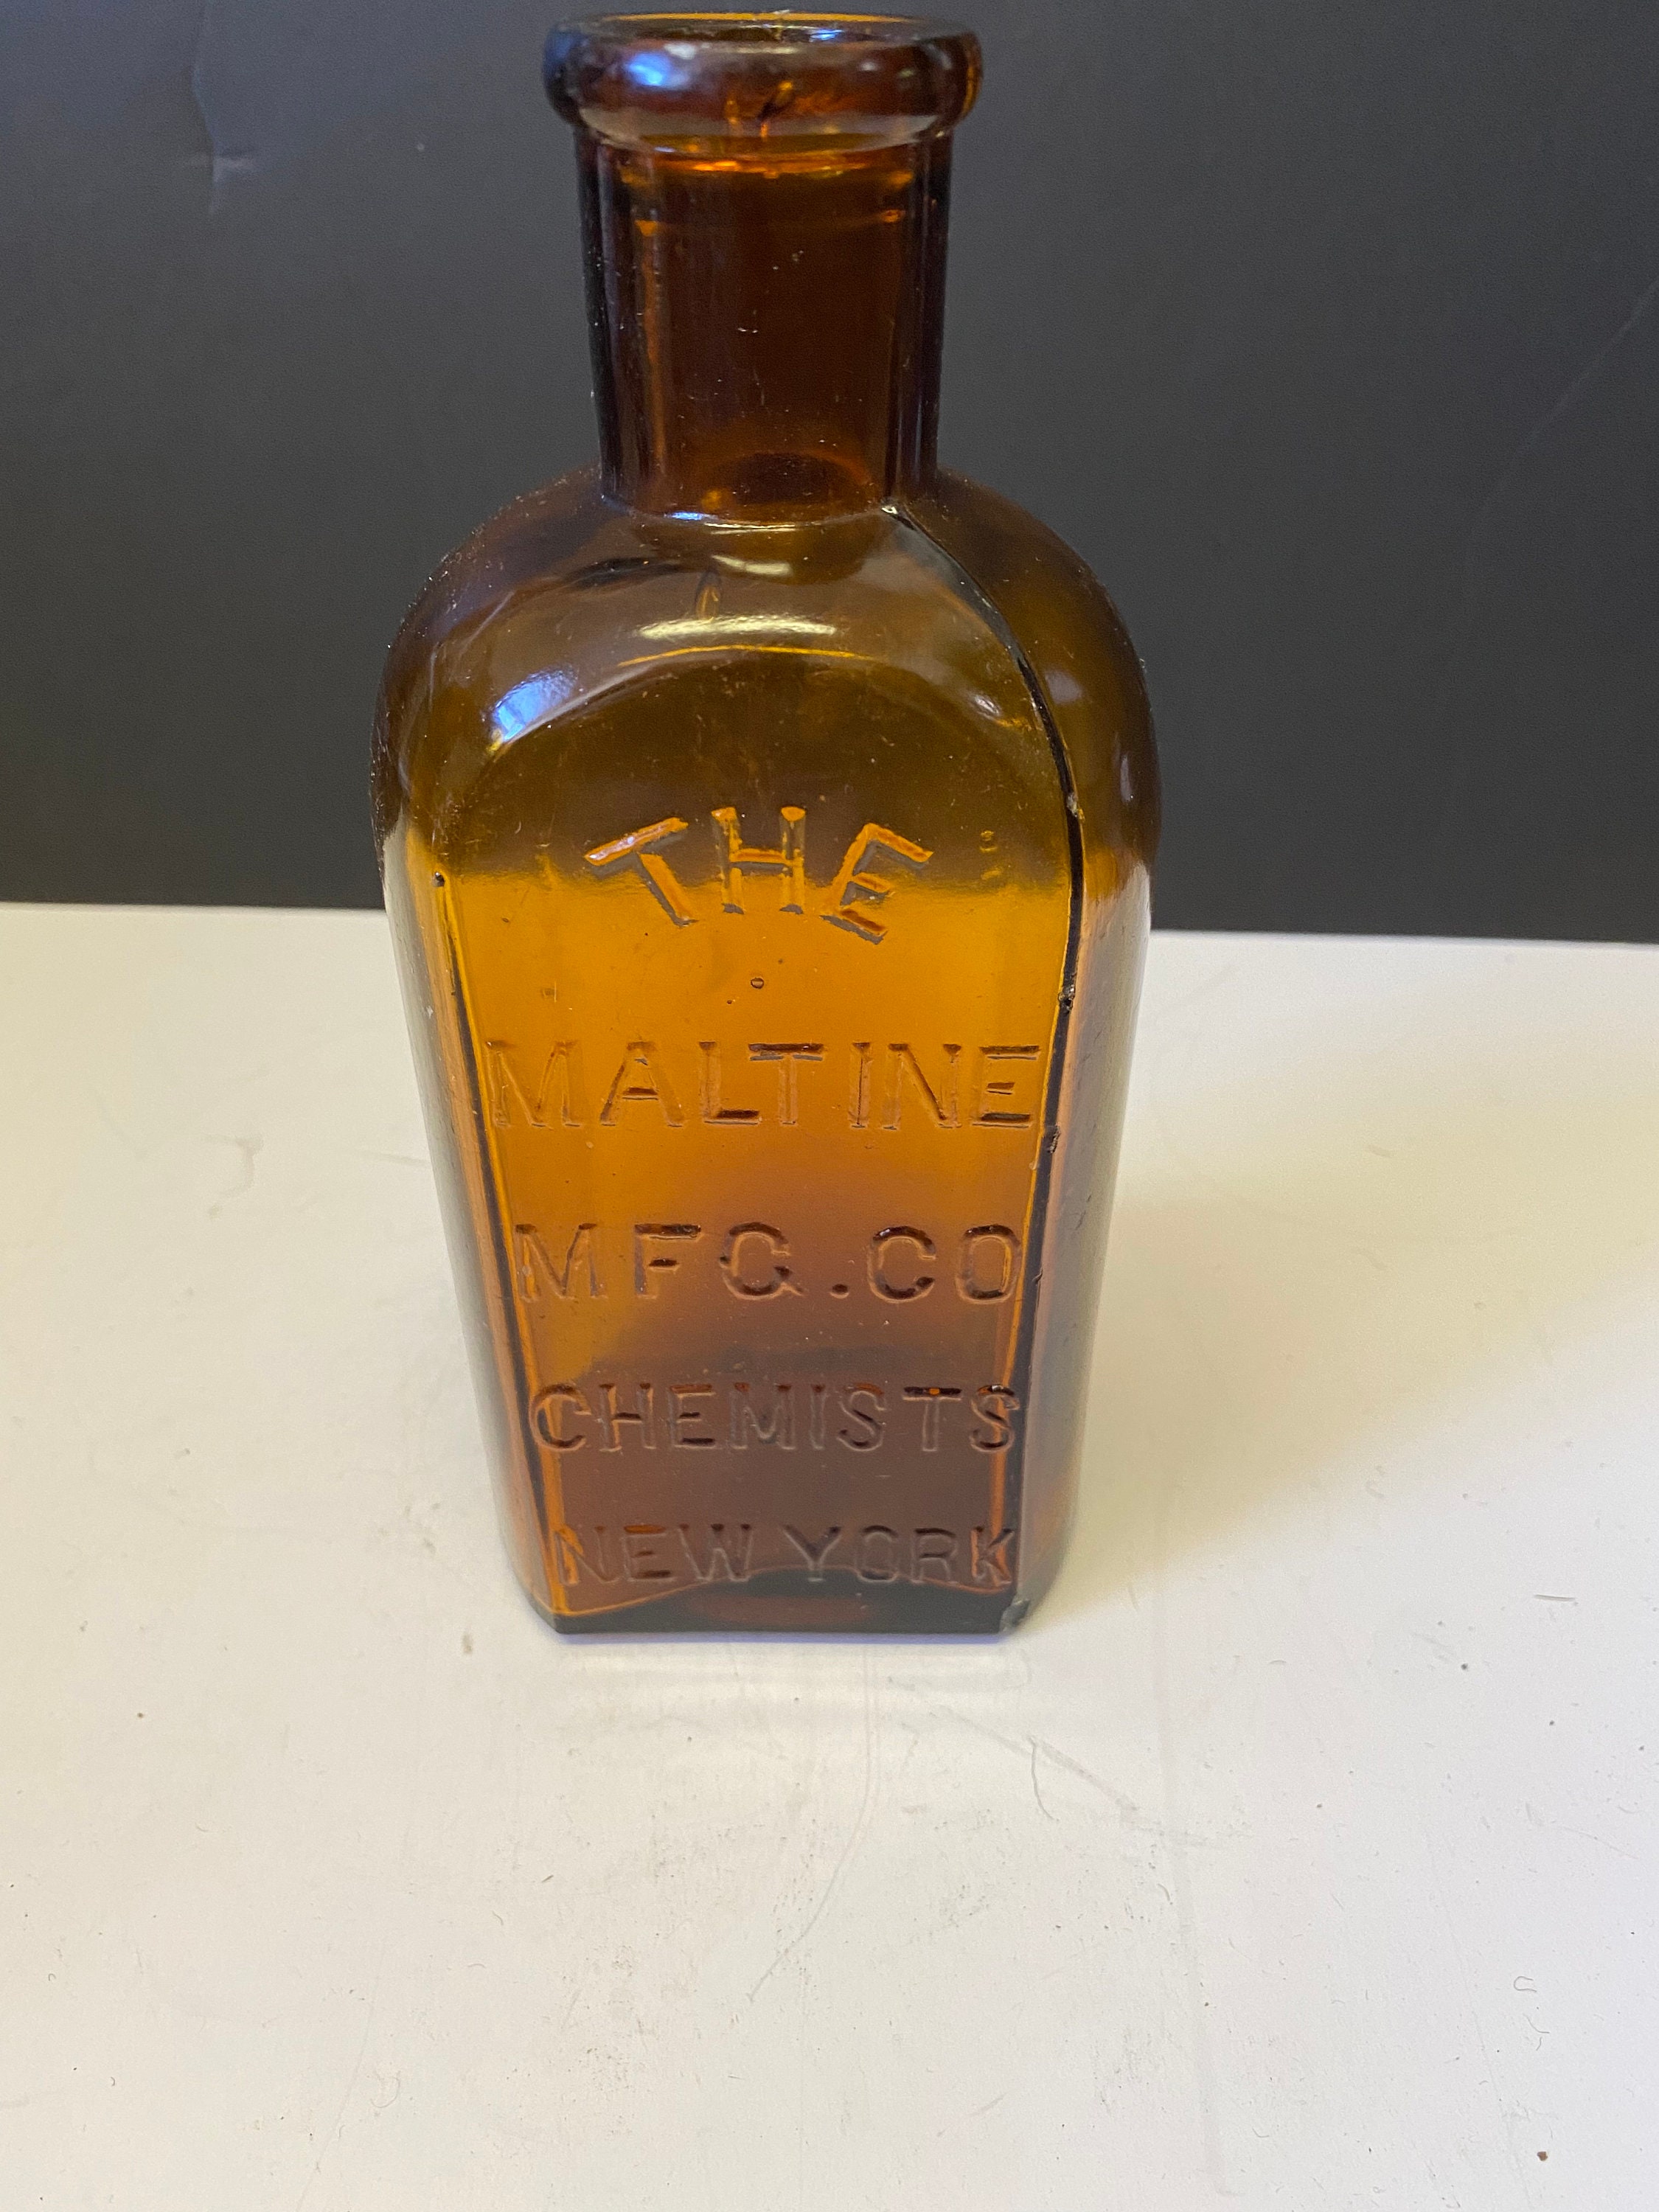 THE
MALTINE
MFG.CO
CHEMISTS
NEW YORK